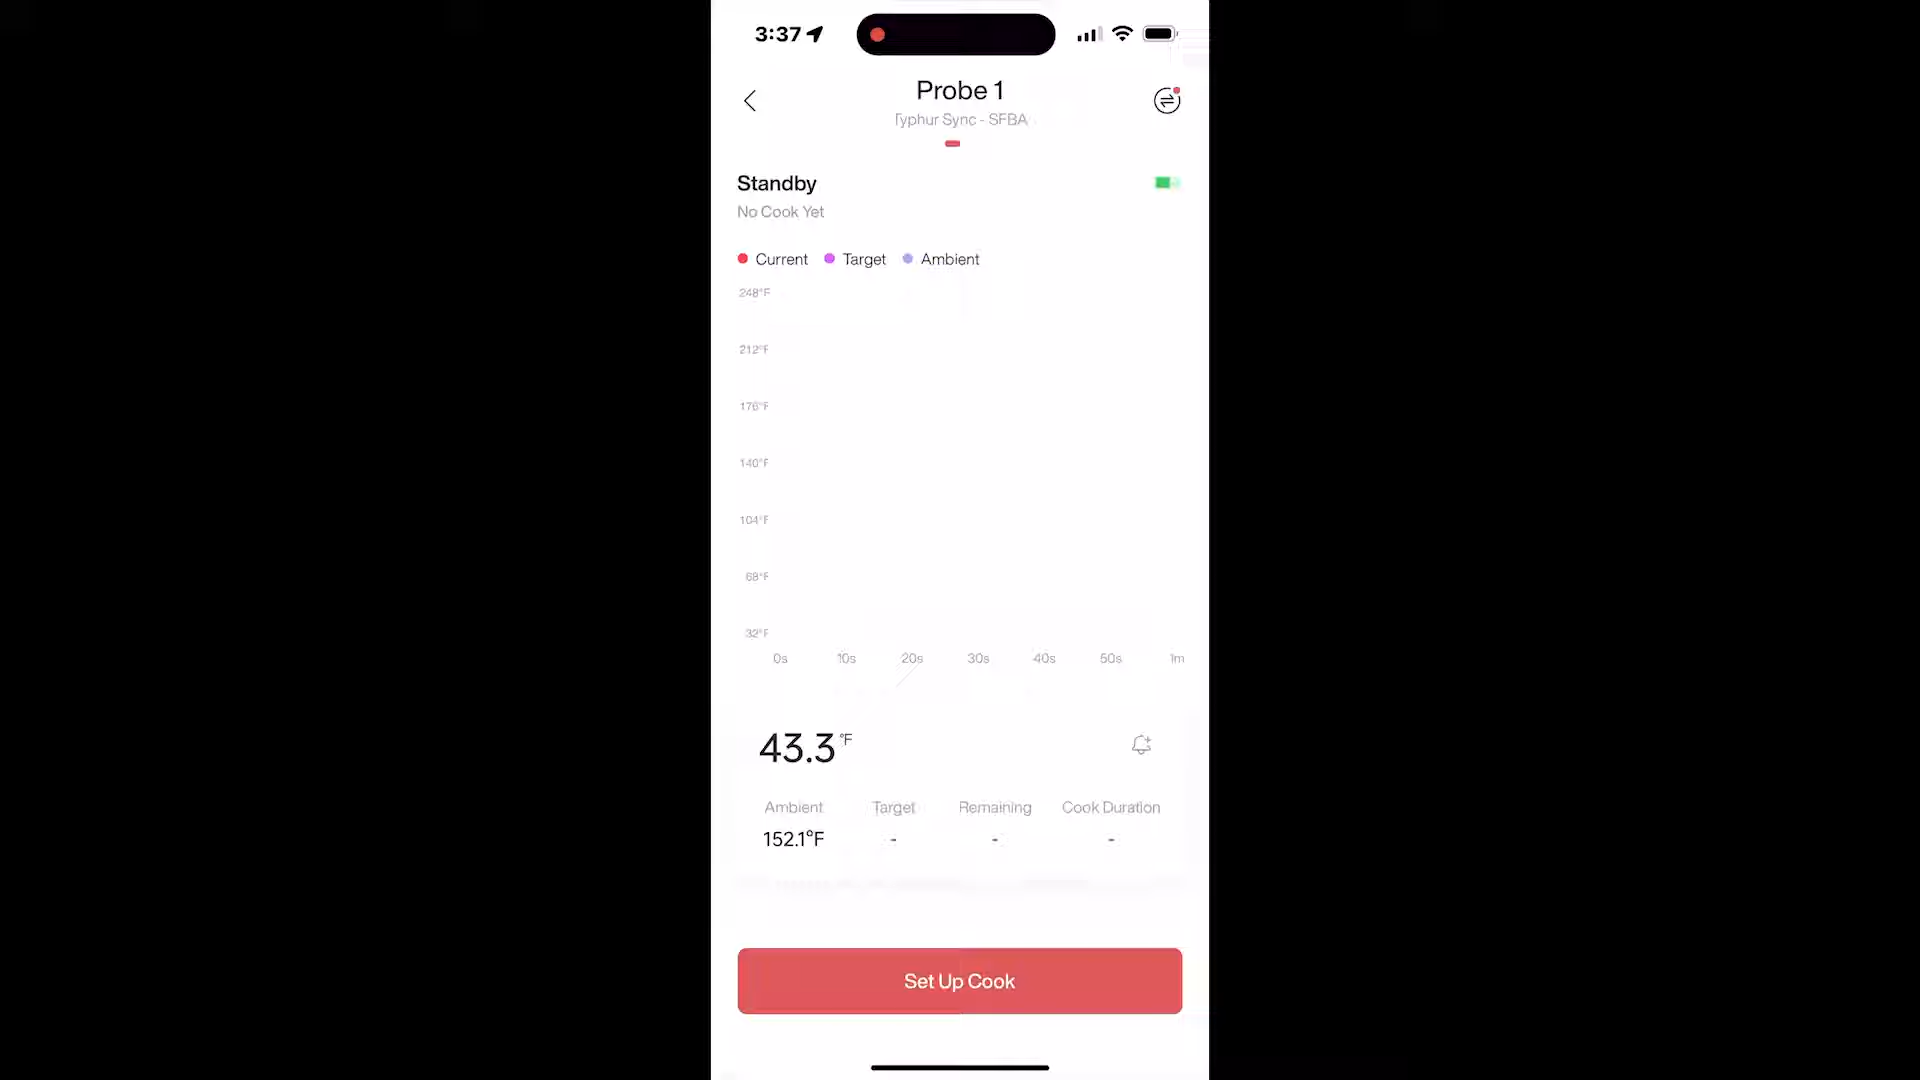 3:37
Probe 1
Typhur Sync - SFBA
Standby
No Cook Yet
Current Target Ambient
248°F
212°F
176°F
140°F
104°F
68°F
32°F
0s 10s 20s 30s 40s 50s 1m
43.3 °F
Ambient Target Remaining Cook Duration
152.1°F - - -
Set Up Cook